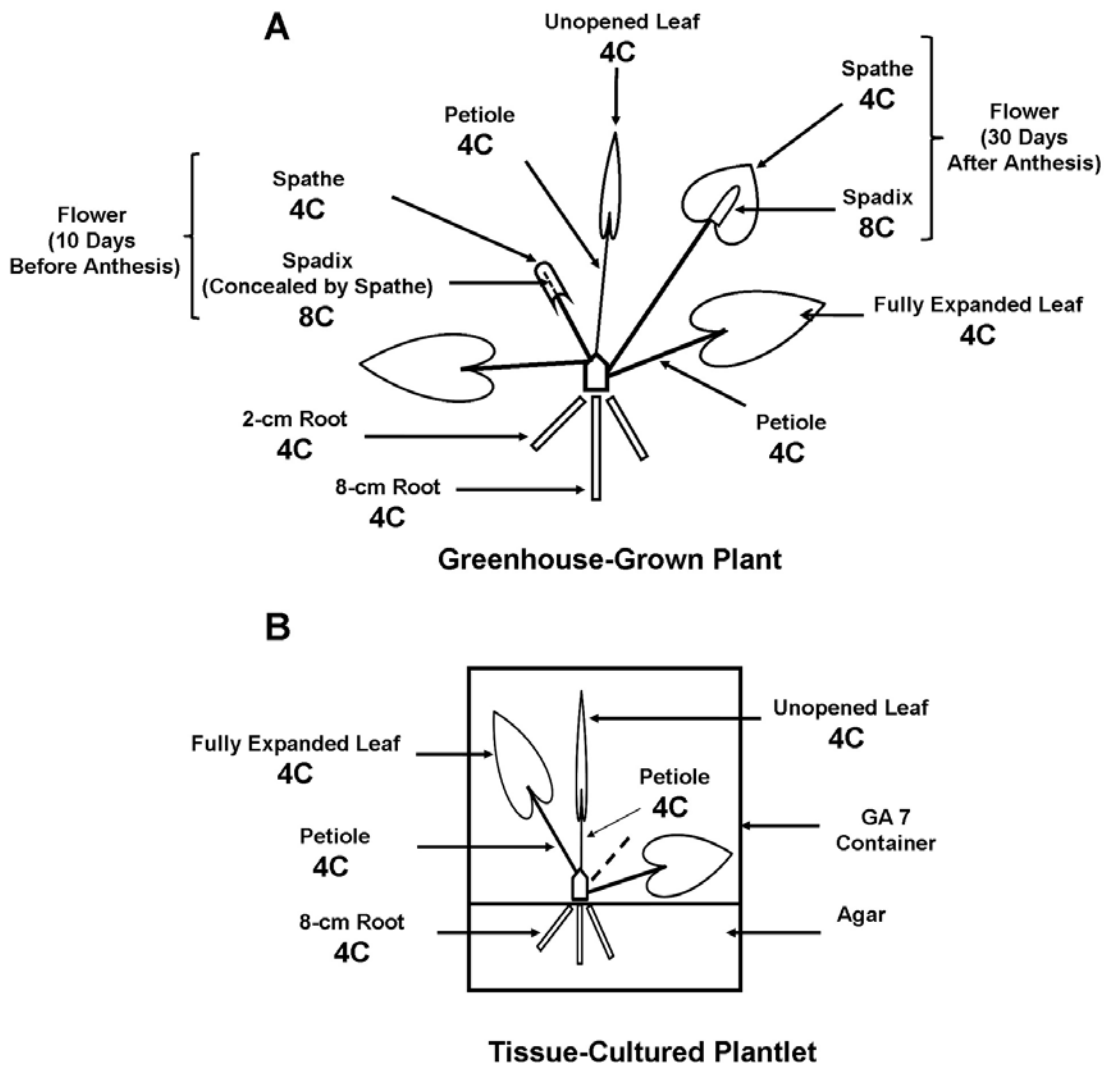 A
Unopened Leaf
4C
Spathe
4C
Petiole
4C
Flower
(30 Days
After Anthesis)
Spathe
4C
Spadix
8C
Flower
(10 Days
Before Anthesis)
Spadix
(Concealed by Spathe)
8C
Fully Expanded Leaf
4C
2-cm Root
4C
Petiole
4C
8-cm Root
4C
Greenhouse-Grown Plant
B
Unopened Leaf
4C
Fully Expanded Leaf
4C
Petiole
4C
GA 7
Container
Petiole
4C
8-cm Root
4C
Agar
Tissue-Cultured Plantlet